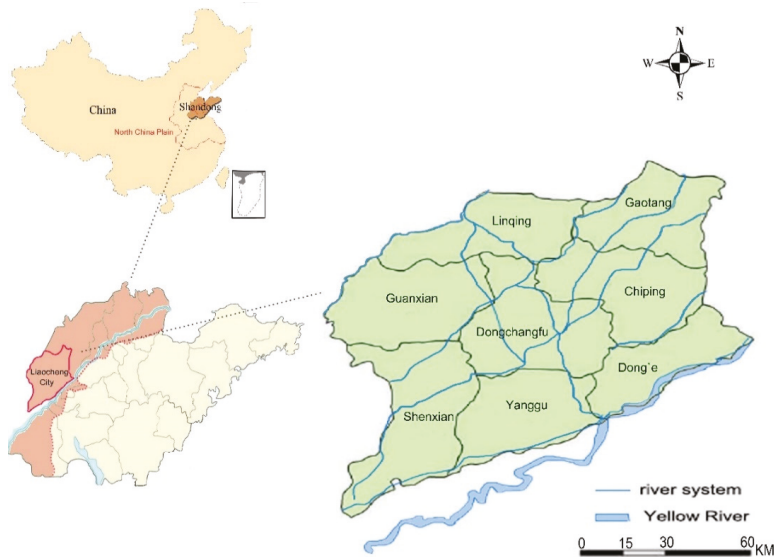 China
Shandong
North China Plain
Liaocheng
City
N
W
E
S
Gaotang
Linqing
Guanxian
Chiping
Dongchangfu
Dong`e
Shenxian
Yanggu
river system
Yellow River
0 15 30 60
KM